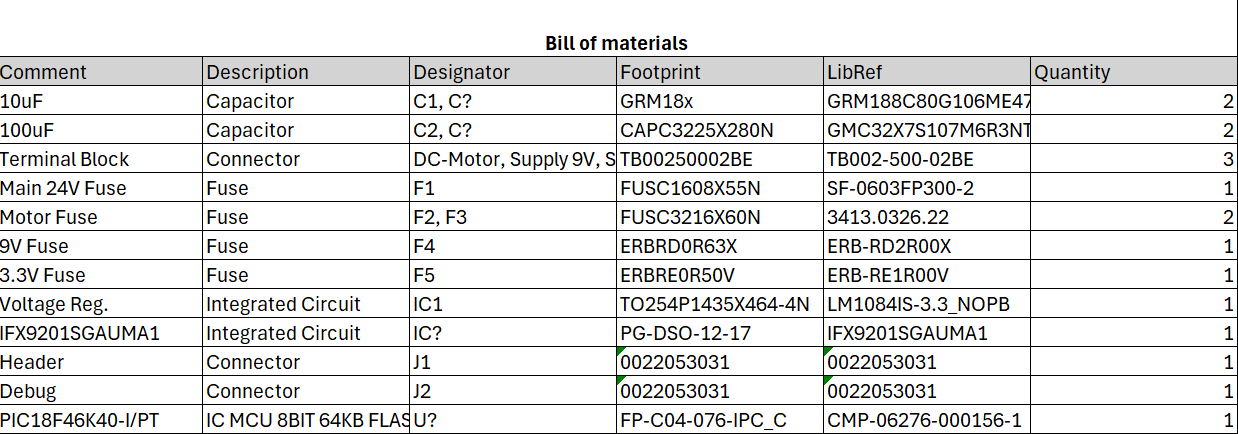 Bill of materials
Comment Description Designator Footprint LibRef Quantity
10uF Capacitor C1, C? GRM18x GRM188C80G106ME47 2
100uF Capacitor C2, C? CAPC3225X280N GMC32X7S107M6R3NT 2
Terminal Block Connector DC-Motor, Supply 9V, S TB00250002BE TB002-500-02BE 3
Main 24V Fuse Fuse F1 FUSC1608X55N SF-0603FP300-2 1
Motor Fuse Fuse F2, F3 FUSC3216X60N 3413.0326.22 2
9V Fuse Fuse F4 ERBRD0R63X ERB-RD2R00X 1
3.3V Fuse Fuse F5 ERBRE0R50V ERB-RE1R00V 1
Voltage Reg. Integrated Circuit IC1 TO254P1435X464-4N LM1084IS-3.3_NOPB 1
IFX9201SGAUMA1 Integrated Circuit IC? PG-DSO-12-17 IFX9201SGAUMA1 1
Header Connector J1 0022053031 0022053031 1
Debug Connector J2 0022053031 0022053031 1
PIC18F46K40-I/PT IC MCU 8BIT 64KB FLAS U? FP-C04-076-IPC_C CMP-06276-000156-1 1